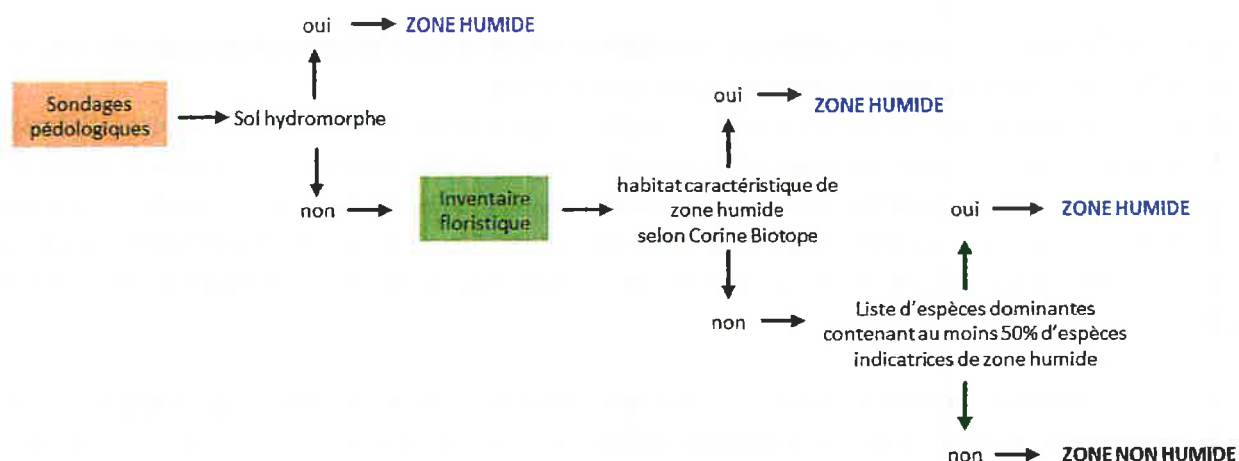 oui
ZONE HUMIDE
Sondages
pédologiques
Sol hydromorphe
non
Inventaire
floristique
oui
ZONE HUMIDE
habitat caractéristique de
zone humide
selon Corine Biotope
non
oui
ZONE HUMIDE
Liste d'espèces dominantes
contenant au moins 50% d'espèces
indicatrices de zone humide
non
ZONE NON HUMIDE